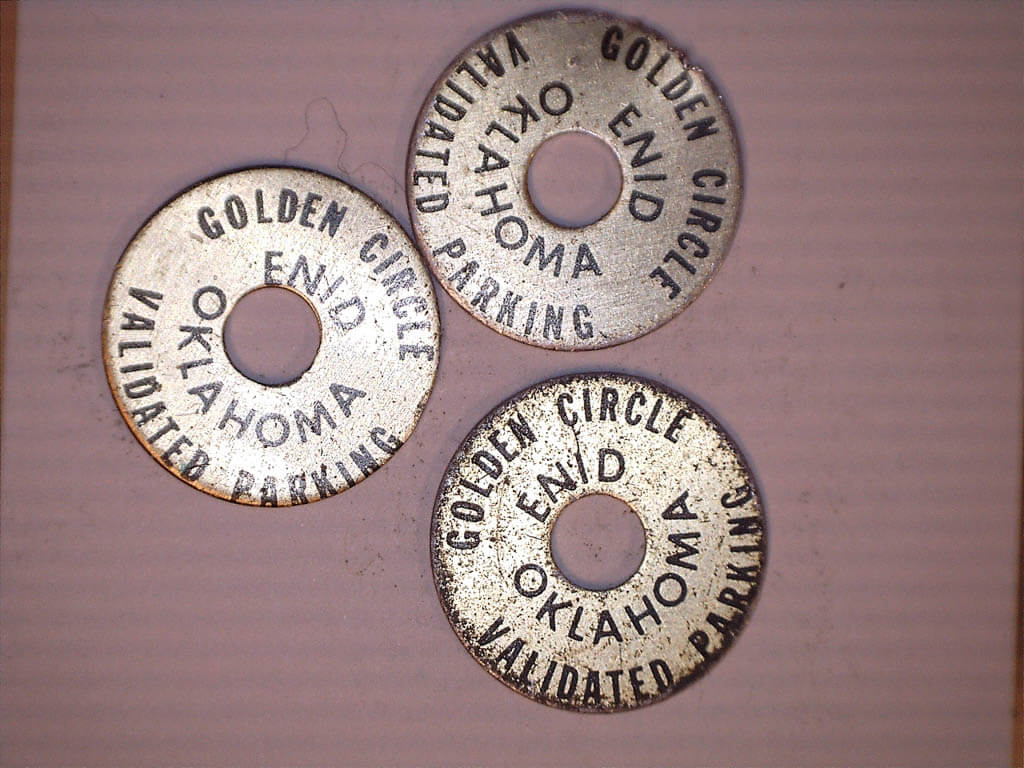 GOLDEN CIRCLE
ENID
OKLAHOMA
VALIDATED PARKING
GOLDEN CIRCLE
ENID
OKLAHOMA
VALIDATED PARKING
GOLDEN CIRCLE
ENID
OKLAHOMA
VALIDATED PARKING